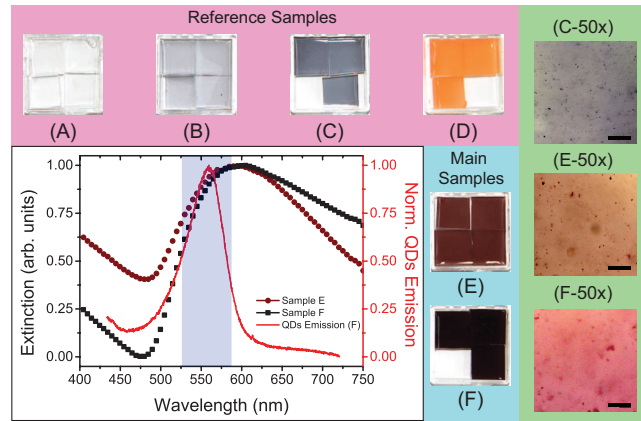 Reference Samples
(A)
(B)
(C)
(D)
(C-50x)
(E-50x)
(F-50x)
Main
Samples
(E)
(F)
Extinction (arb. units)
1.00
0.75
0.50
0.25
0.00
400
450
500
550
600
650
700
750
Wavelength (nm)
1.00
0.75
0.50
0.25
0.00
Norm. QDs Emission
Sample E
Sample F
QDs Emission (F)